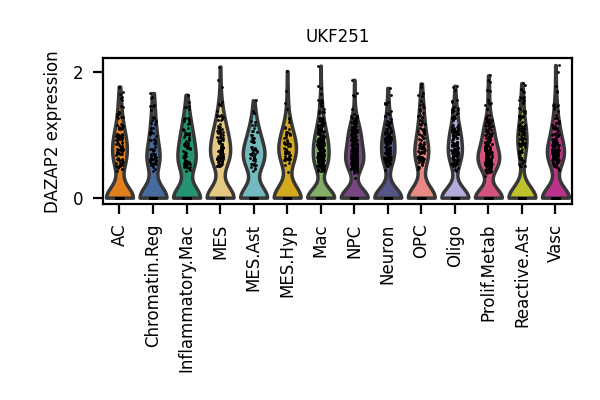 UKF251
DAZAP2 expression
2
0
AC
Chromatin.Reg
Inflammatory.Mac
MES
MES.Ast
MES.Hyp
Mac
NPC
Neuron
OPC
Oligo
Prolif.Metab
Reactive.Ast
Vasc